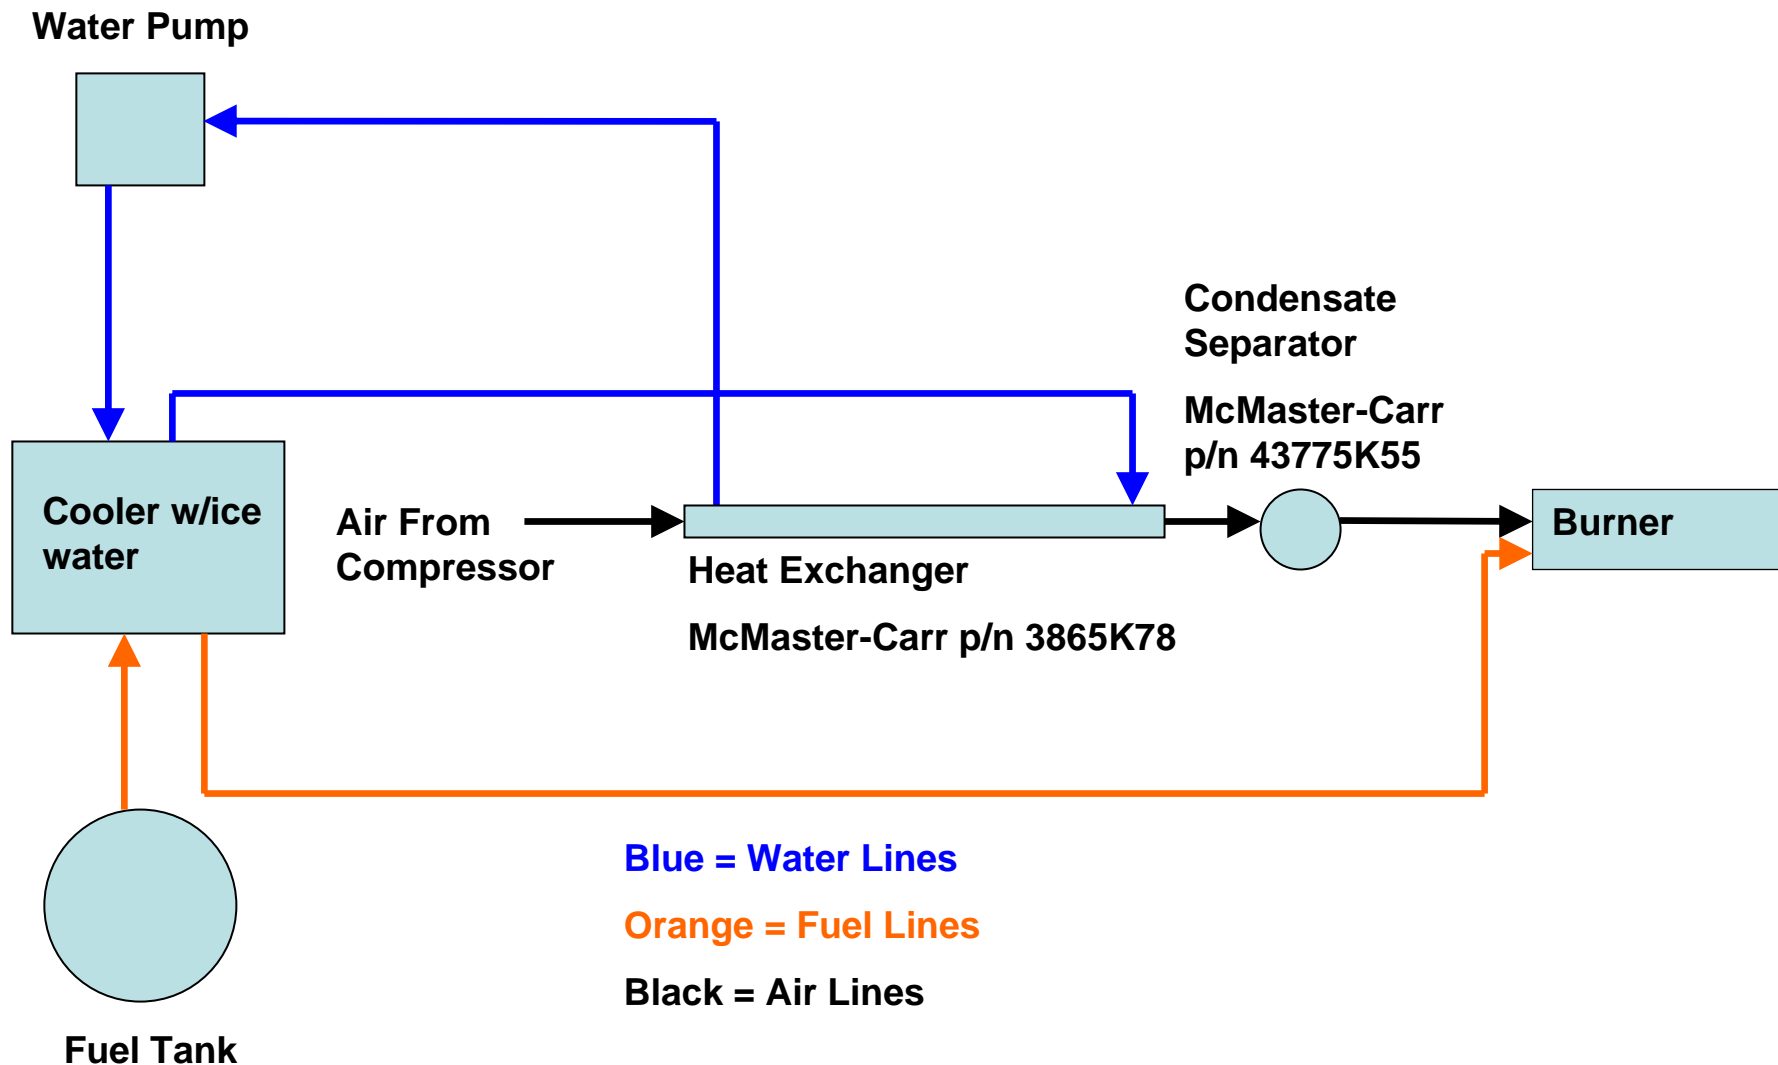 Water Pump
Condensate
Separator
McMaster-Carr
p/n 43775K55
Cooler w/ice
water
Air From
Compressor
Heat Exchanger
McMaster-Carr p/n 3865K78
Burner
Blue = Water Lines
Orange = Fuel Lines
Black = Air Lines
Fuel Tank